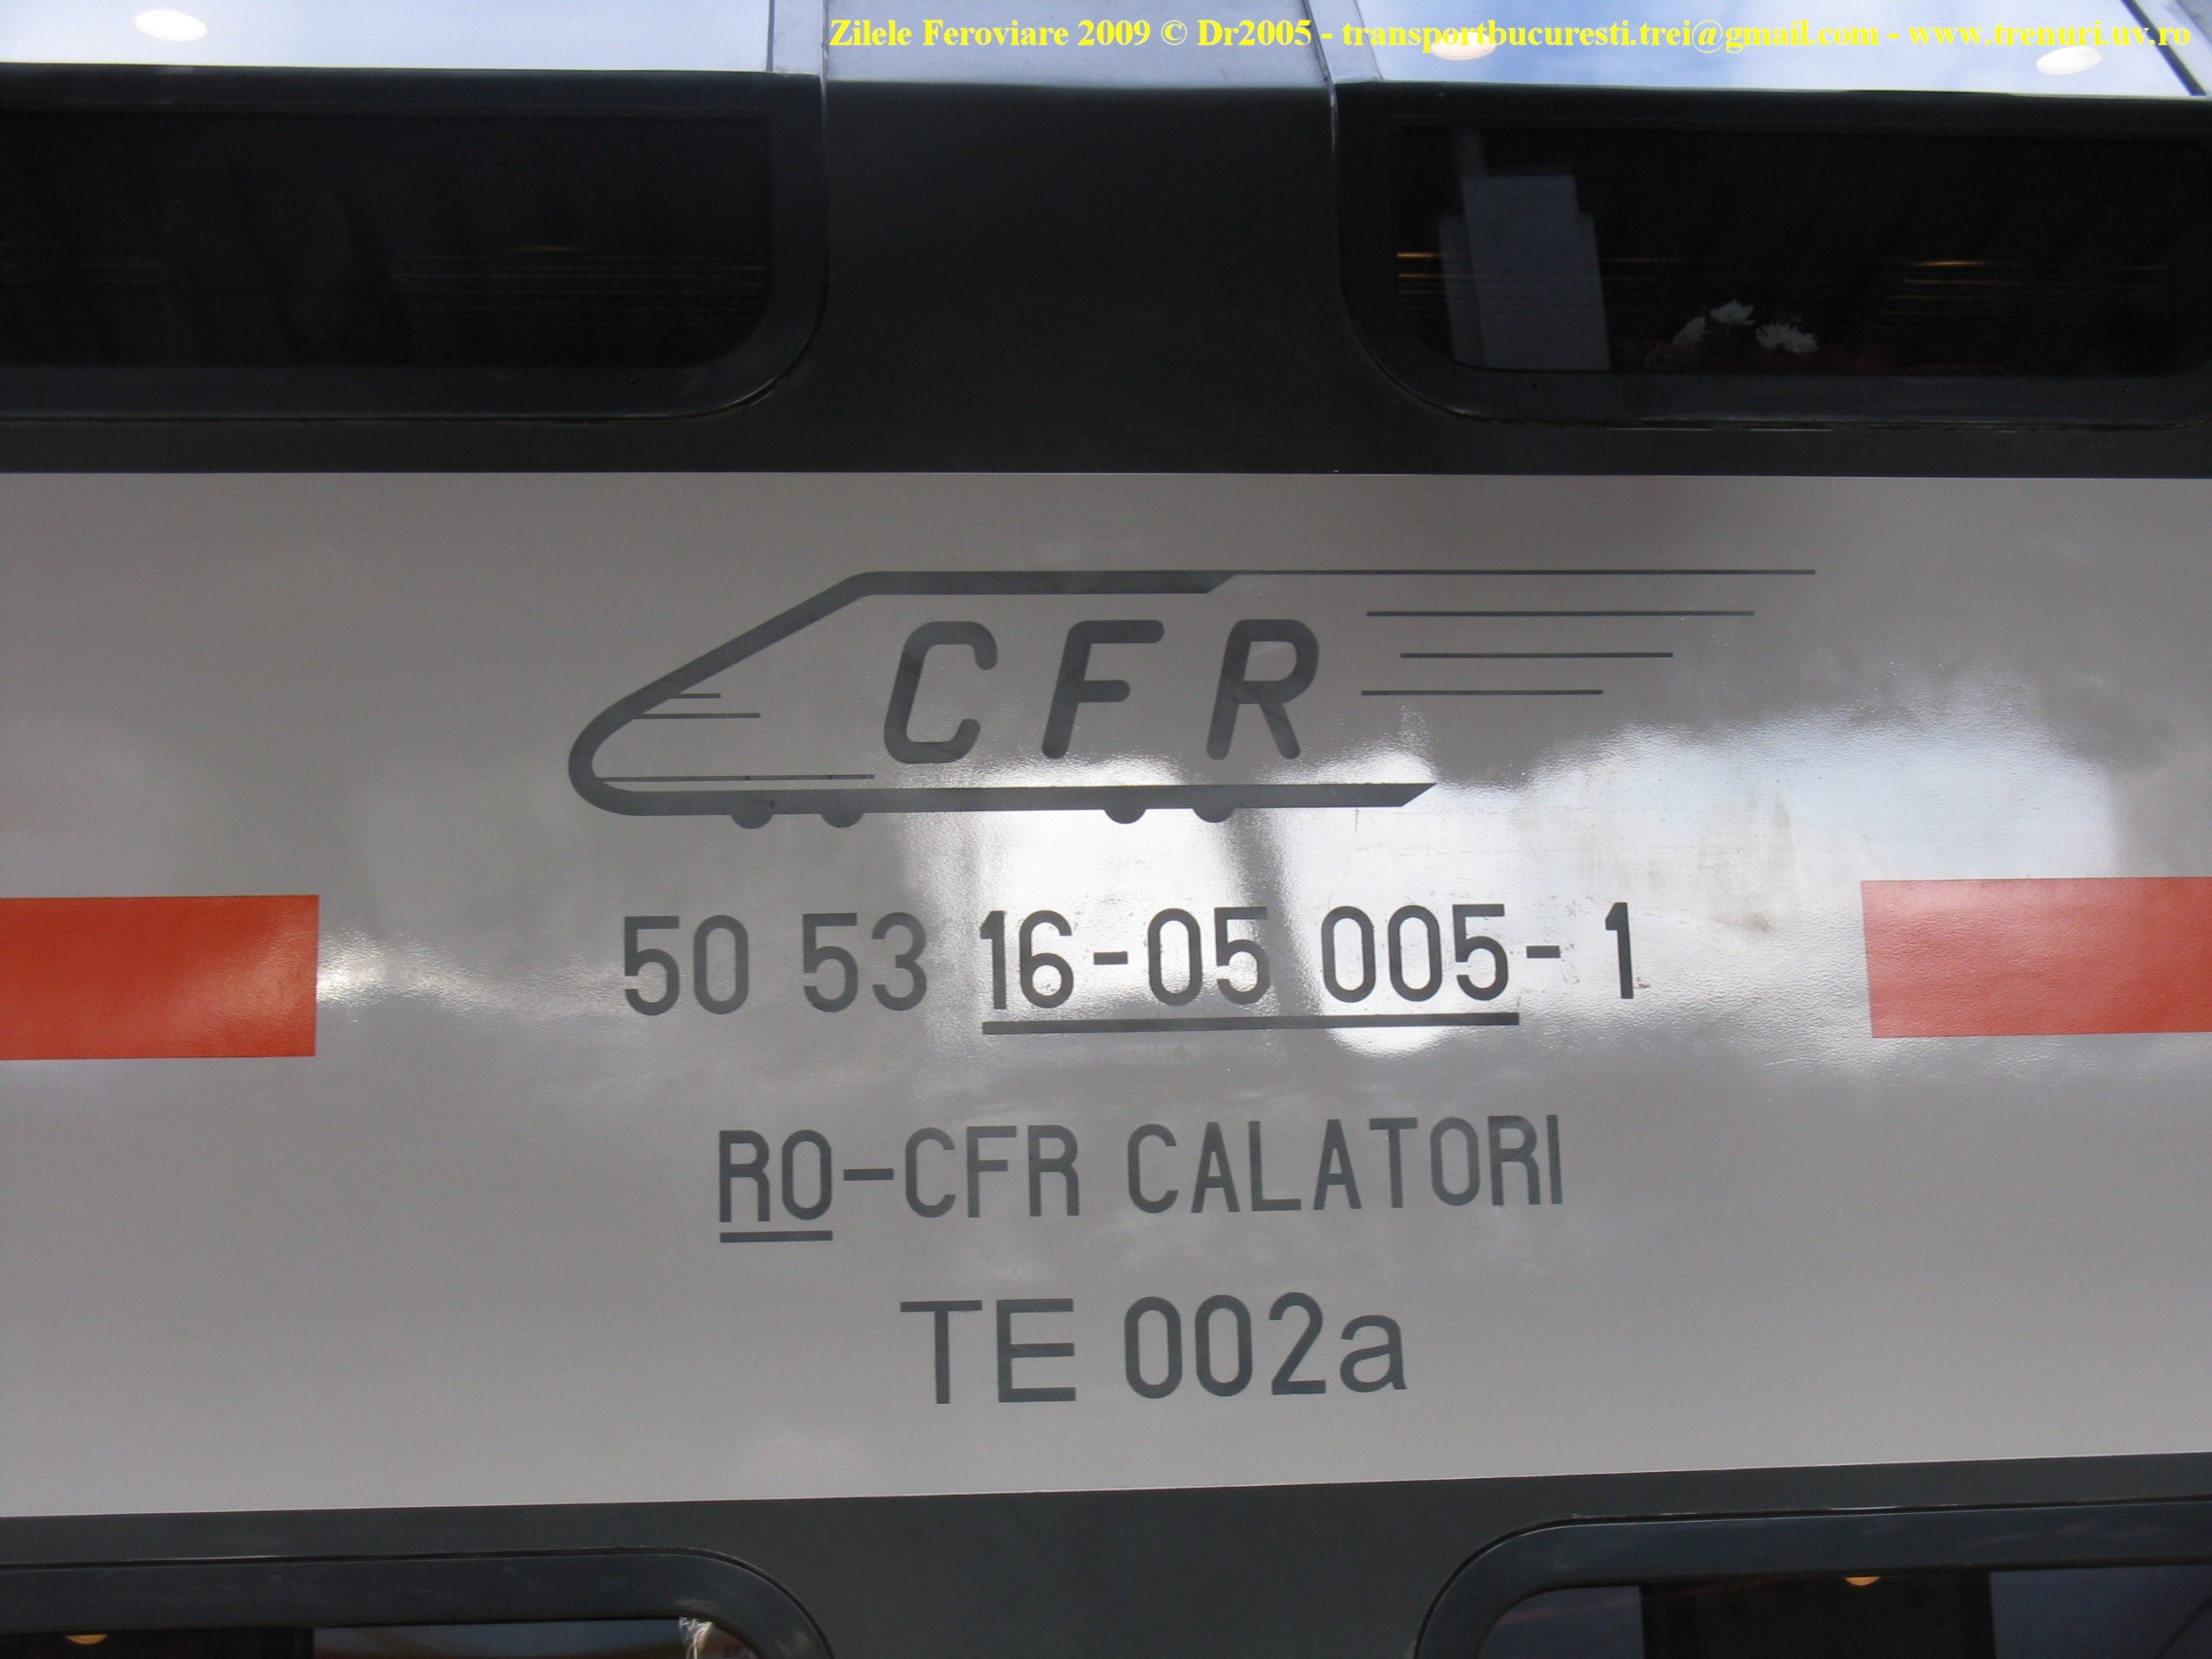 Zilele Feroviare 2009 © Dr2005 - transportbucuresti.trei@gmail.com - www.trenuri.uv.ro
CFR
50 53 16-05 005-1
RO-CFR CALATORI
TE 002a